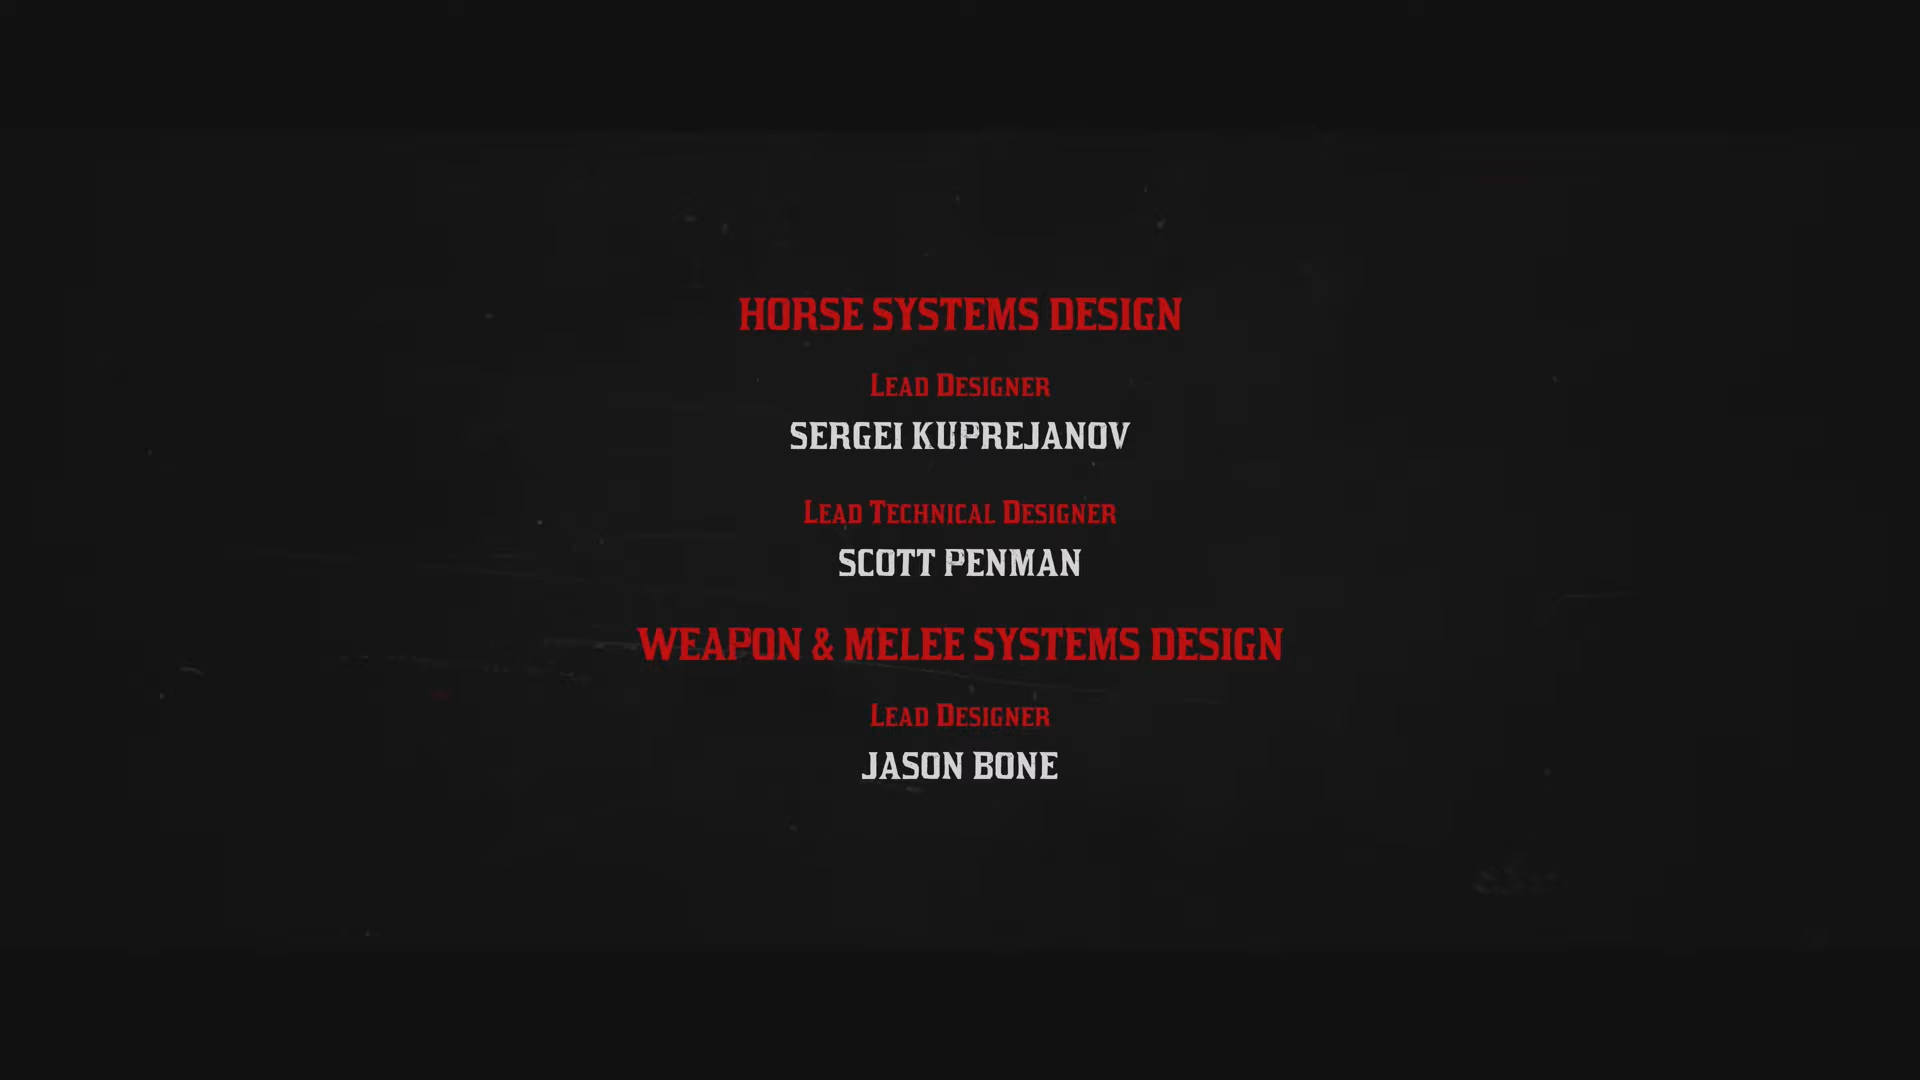 HORSE SYSTEMS DESIGN
LEAD DESIGNER
SERGEI KUPREJANOV
LEAD TECHNICAL DESIGNER
SCOTT PENMAN
WEAPON & MELEE SYSTEMS DESIGN
LEAD DESIGNER
JASON BONE